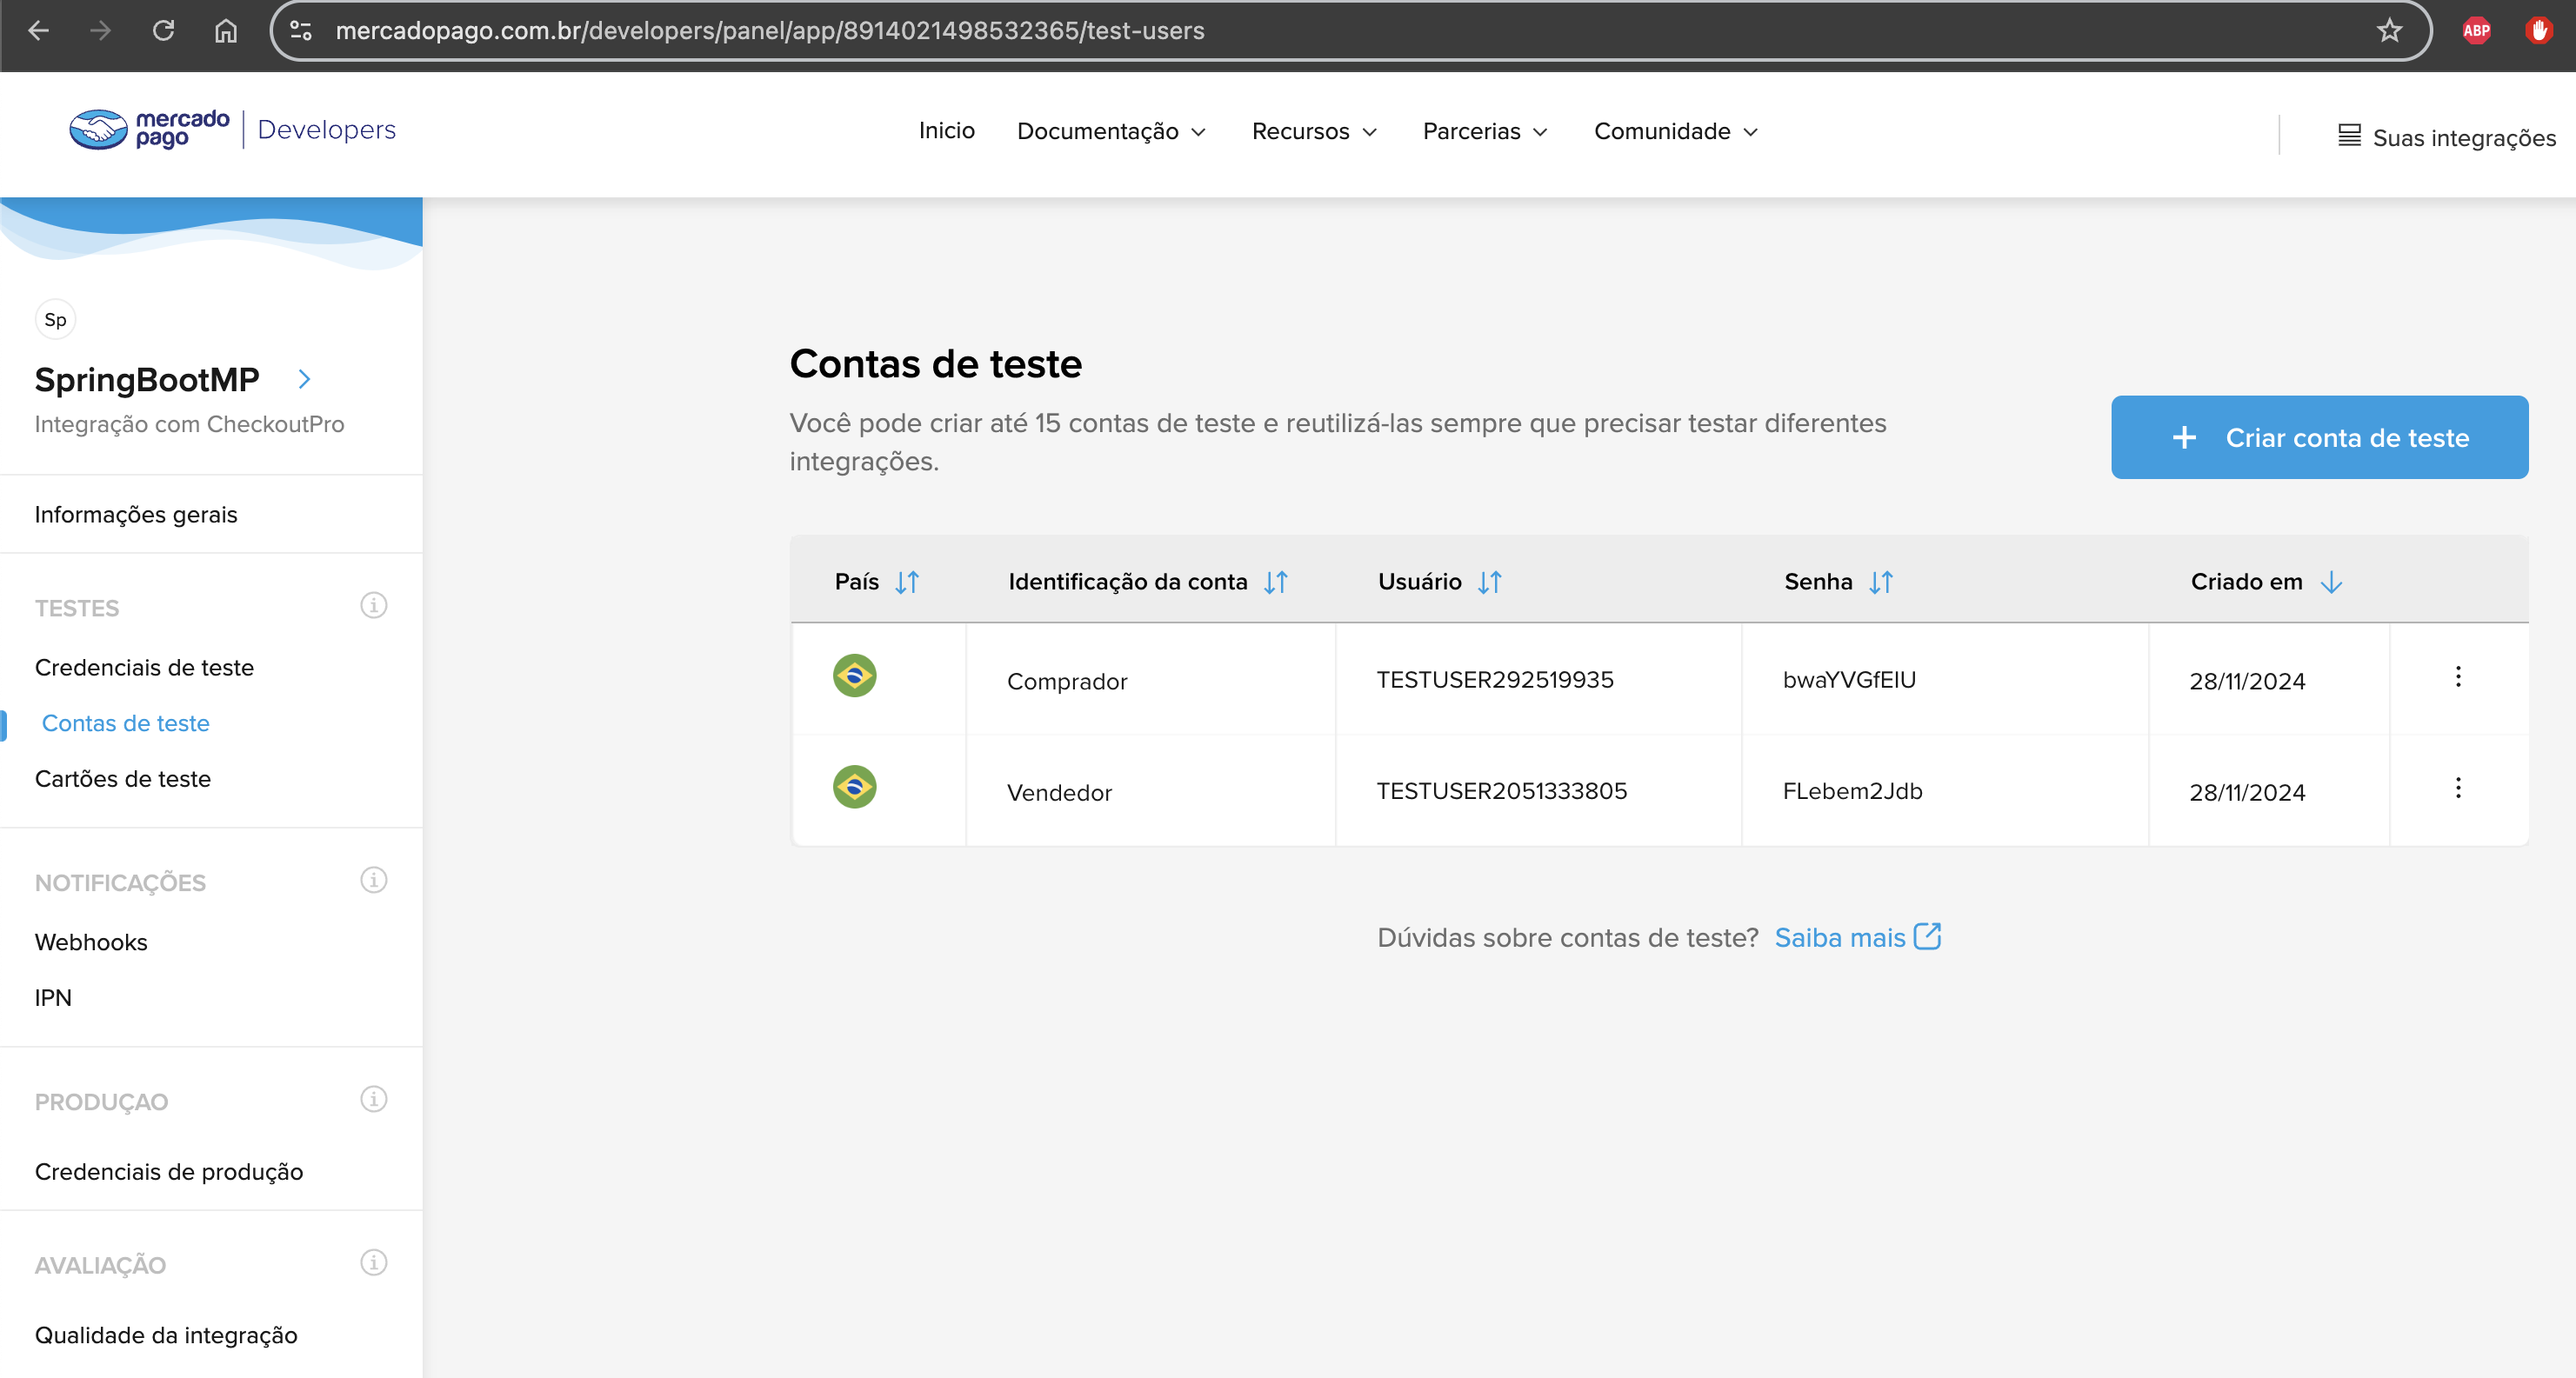 mercadopago.com.br/developers/panel/app/8914021498532365/test-users
ABP
mercado pago | Developers
Inicio Documentação Recursos Parcerias Comunidade
Suas integrações
Sp
SpringBootMP
Integração com CheckoutPro
Informações gerais
TESTES
Credenciais de teste
Contas de teste
Cartões de teste
NOTIFICAÇÕES
Webhooks
IPN
PRODUÇAO
Credenciais de produção
AVALIAÇÃO
Qualidade da integração
Contas de teste
Você pode criar até 15 contas de teste e reutilizá-las sempre que precisar testar diferentes
integrações.
+ Criar conta de teste
País Identificação da conta Usuário Senha Criado em
Comprador TESTUSER292519935 bwaYVGfEIU 28/11/2024
Vendedor TESTUSER2051333805 FLebem2Jdb 28/11/2024
Dúvidas sobre contas de teste? Saiba mais